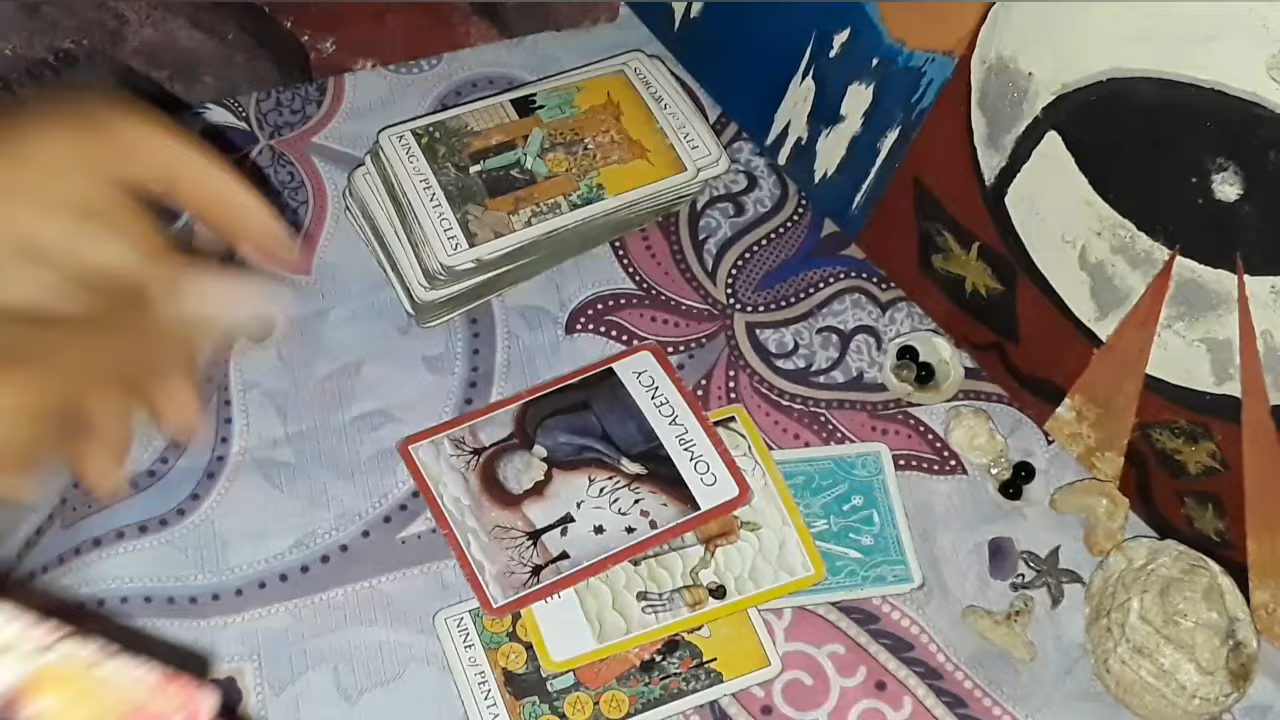 FIVE of SWORDS
KING of PENTACLES
COMPLACENCY
E
NINE of PENTA
W